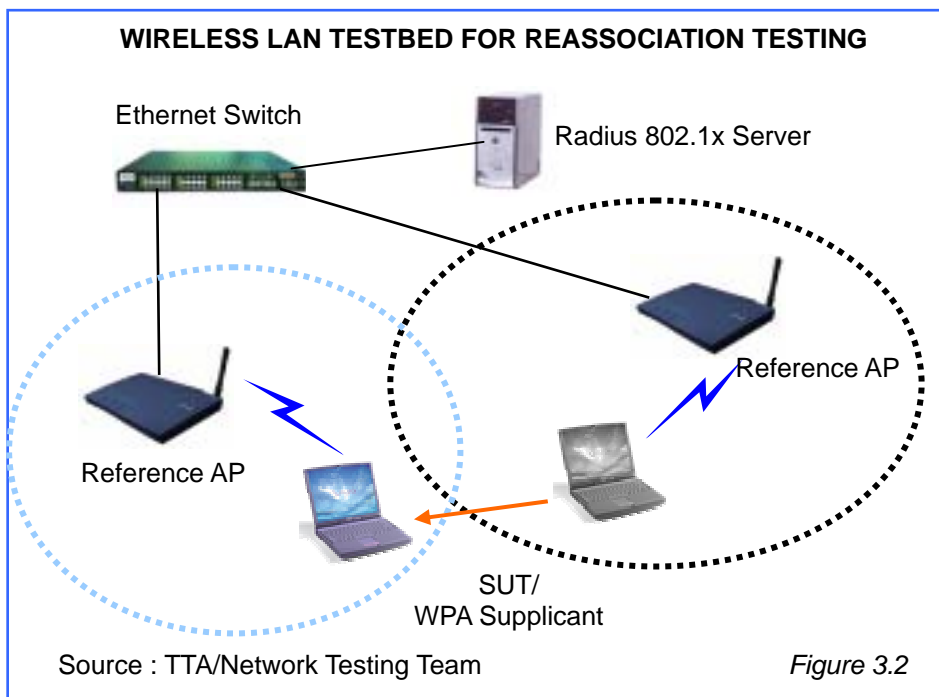 WIRELESS LAN TESTBED FOR REASSOCIATION TESTING
Ethernet Switch
Radius 802.1x Server
Reference AP
Reference AP
SUT/
WPA Supplicant
Source : TTA/Network Testing Team
Figure 3.2